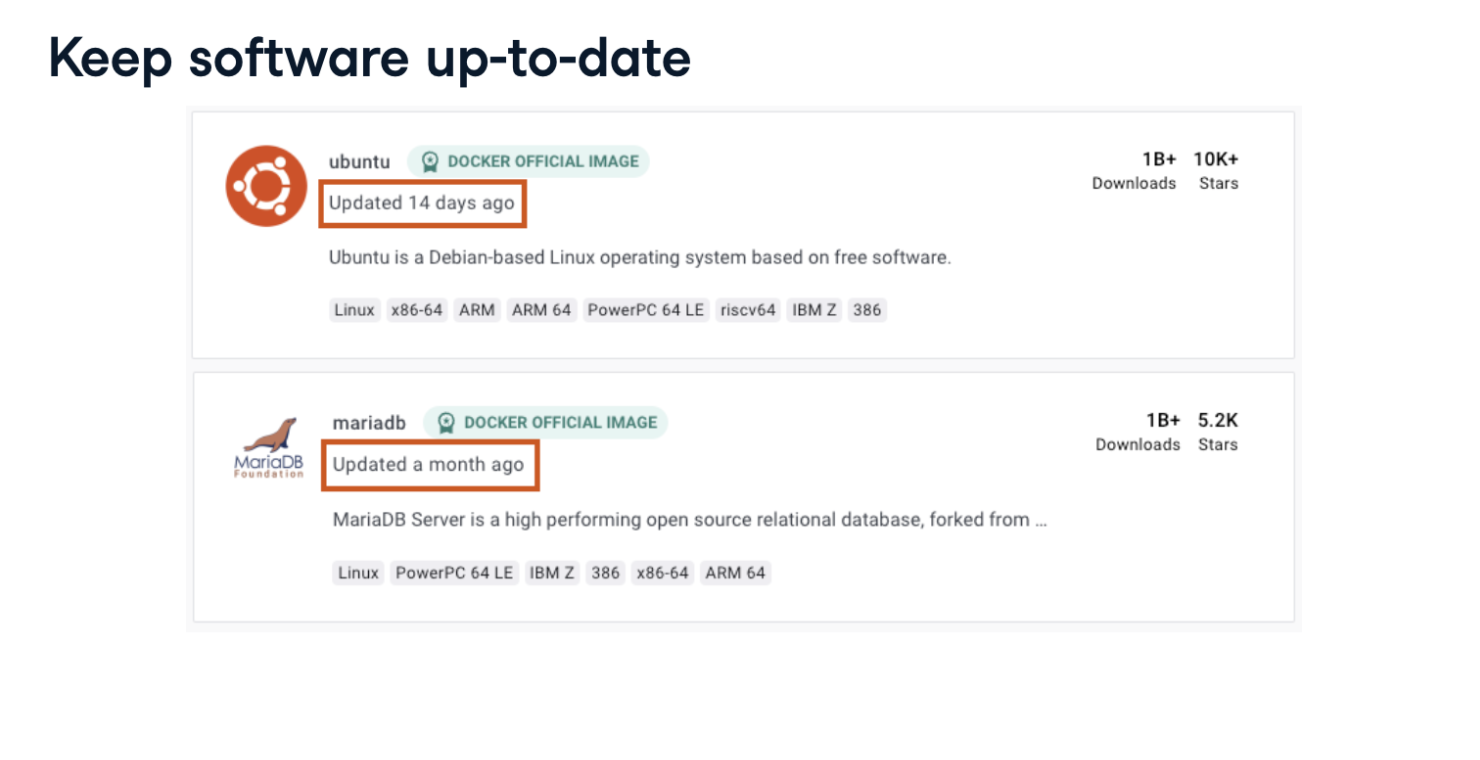 Keep software up-to-date
ubuntu DOCKER OFFICIAL IMAGE
1B+ 10K+
Downloads Stars
Updated 14 days ago
Ubuntu is a Debian-based Linux operating system based on free software.
Linux x86-64 ARM ARM 64 PowerPC 64 LE riscv64 IBM Z 386
mariadb DOCKER OFFICIAL IMAGE
1B+ 5.2K
Downloads Stars
MariaDB
Foundation
Updated a month ago
MariaDB Server is a high performing open source relational database, forked from ...
Linux PowerPC 64 LE IBM Z 386 x86-64 ARM 64